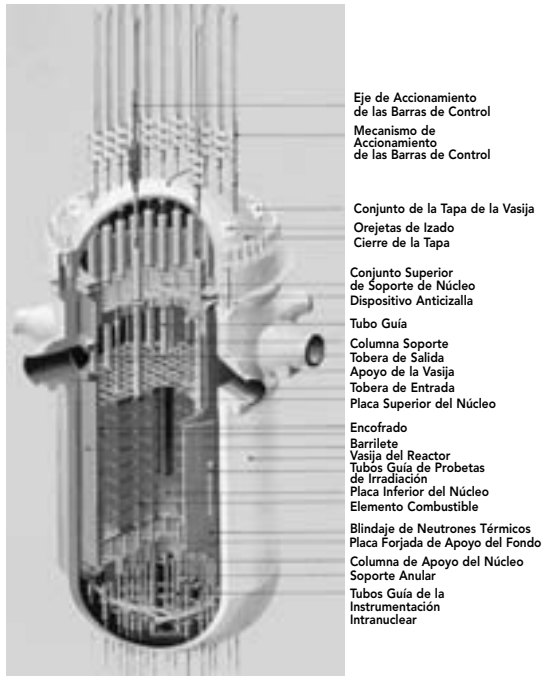 Eje de Accionamiento
de las Barras de Control
Mecanismo de
Accionamiento
de las Barras de Control
Conjunto de la Tapa de la Vasija
Orejetas de Izado
Cierre de la Tapa
Conjunto Superior
de Soporte de Núcleo
Dispositivo Anticizalla
Tubo Guía
Columna Soporte
Tobera de Salida
Apoyo de la Vasija
Tobera de Entrada
Placa Superior del Núcleo
Encofrado
Barrilete
Vasija del Reactor
Tubos Guía de Probetas
de Irradiación
Placa Inferior del Núcleo
Elemento Combustible
Blindaje de Neutrones Térmicos
Placa Forjada de Apoyo del Fondo
Columna de Apoyo del Núcleo
Soporte Anular
Tubos Guía de la
Instrumentación
Intranuclear